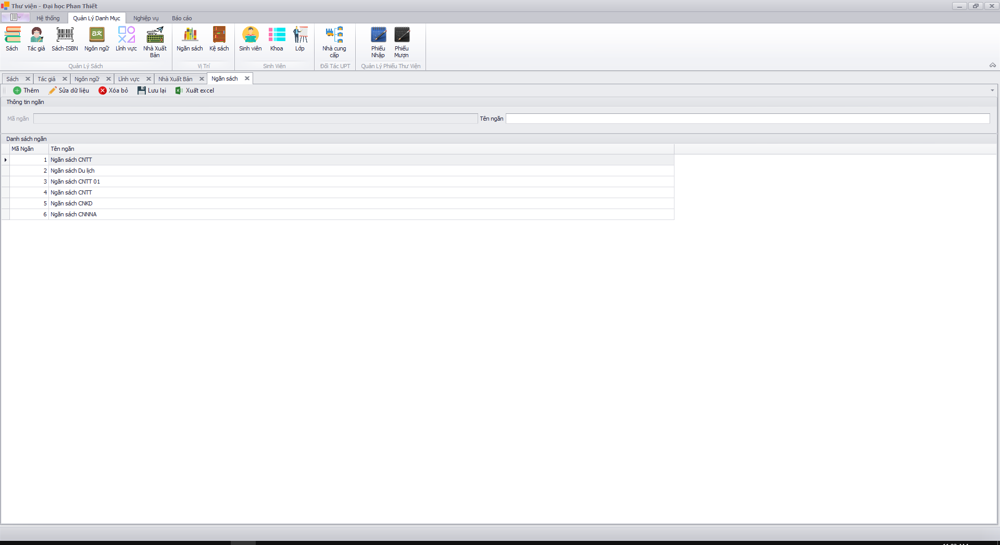 Thư viện - Đại học Phan Thiết
Hệ thống Quản Lý Danh Mục Nghiệp vụ Báo cáo
Sách Tác giả Sách-ISBN Ngôn ngữ Lĩnh vực Nhà Xuất Bản Ngăn sách Kệ sách Sinh viên Khoa Lớp Nhà cung cấp Phiếu Nhập Phiếu Mượn
Quản Lý Sách Vị Trí Sinh Viên Đối Tác UPT Quản Lý Phiếu Thư Viện
Sách Tác giả Ngôn ngữ Lĩnh vực Nhà Xuất Bản Ngăn sách
Thêm Sửa dữ liệu Xóa bỏ Lưu lại Xuất excel
Thông tin ngăn
Mã ngăn Tên ngăn
Danh sách ngăn
Mã Ngăn Tên ngăn
1 Ngăn sách CNTT
2 Ngăn sách Du lịch
3 Ngăn sách CNTT 01
4 Ngăn sách CNTT
5 Ngăn sách CNKD
6 Ngăn sách CNNNA